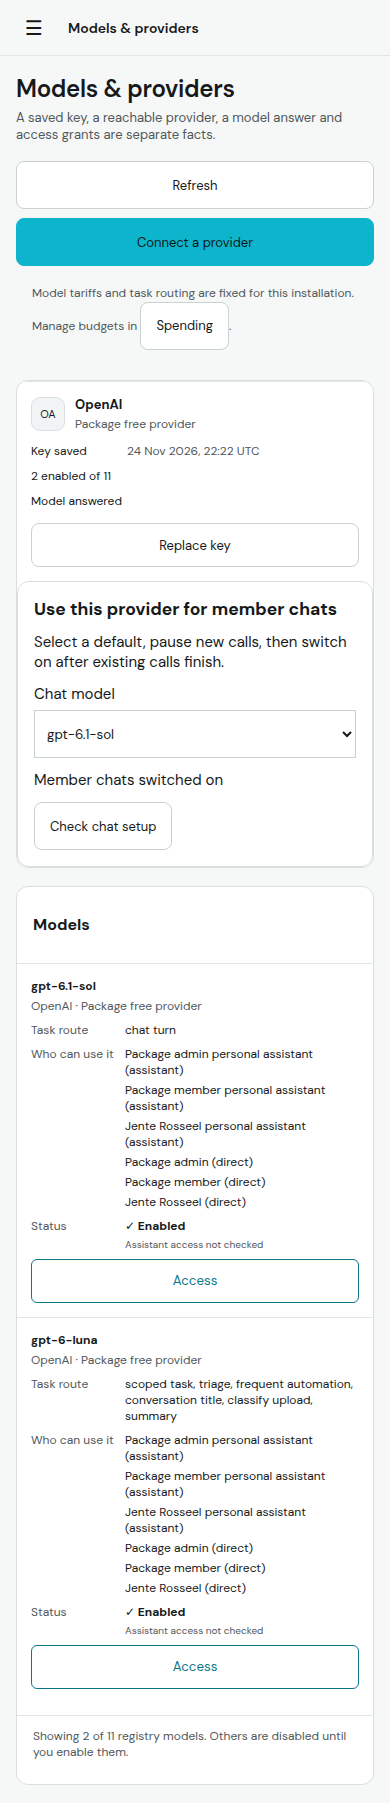 ☰ Models & providers
Models & providers
A saved key, a reachable provider, a model answer and
access grants are separate facts.
Refresh
Connect a provider
Model tariffs and task routing are fixed for this installation.
Manage budgets in Spending.
OA
OpenAI
Package free provider
Key saved 24 Nov 2026, 22:22 UTC
2 enabled of 11
Model answered
Replace key
Use this provider for member chats
Select a default, pause new calls, then switch
on after existing calls finish.
Chat model
gpt-6.1-sol
Member chats switched on
Check chat setup
Models
gpt-6.1-sol
OpenAI · Package free provider
Task route chat turn
Who can use it Package admin personal assistant
(assistant)
Package member personal assistant
(assistant)
Jente Rosseel personal assistant
(assistant)
Package admin (direct)
Package member (direct)
Jente Rosseel (direct)
Status ✓ Enabled
Assistant access not checked
Access
gpt-6-luna
OpenAI · Package free provider
Task route scoped task, triage, frequent automation,
conversation title, classify upload,
summary
Who can use it Package admin personal assistant
(assistant)
Package member personal assistant
(assistant)
Jente Rosseel personal assistant
(assistant)
Package admin (direct)
Package member (direct)
Jente Rosseel (direct)
Status ✓ Enabled
Assistant access not checked
Access
Showing 2 of 11 registry models. Others are disabled until
you enable them.